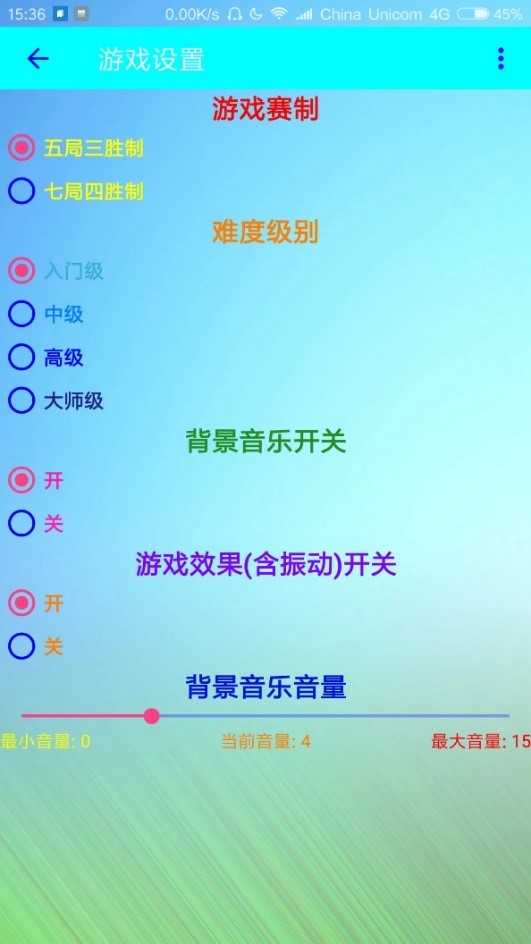 15:36 0.00K/s China Unicom 4G 45%
游戏设置
游戏赛制
五局三胜制
七局四胜制
难度级别
入门级
中级
高级
大师级
背景音乐开关
开
关
游戏效果(含振动)开关
开
关
背景音乐音量
最小音量: 0 当前音量: 4 最大音量: 15